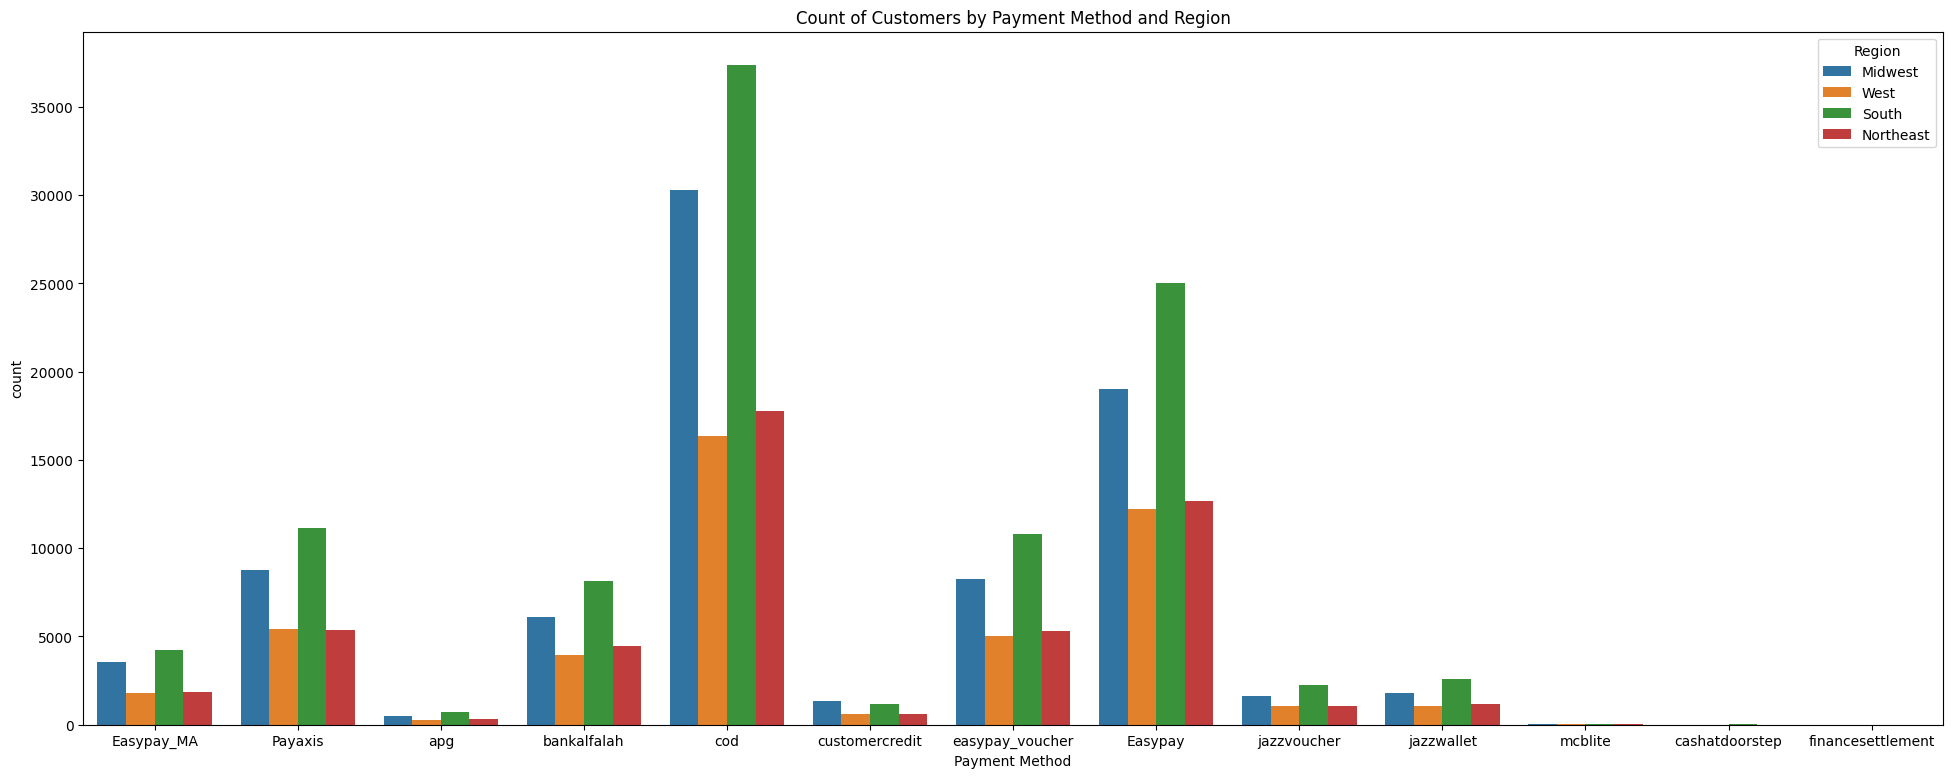 Count of Customers by Payment Method and Region
Region
Midwest
West
South
Northeast
count
35000
30000
25000
20000
15000
10000
5000
0
Easypay_MA
Payaxis
apg
bankalfalah
cod
customercredit
easypay_voucher
Easypay
jazzvoucher
jazzwallet
mcblite
cashatdoorstep
financesettlement
Payment Method